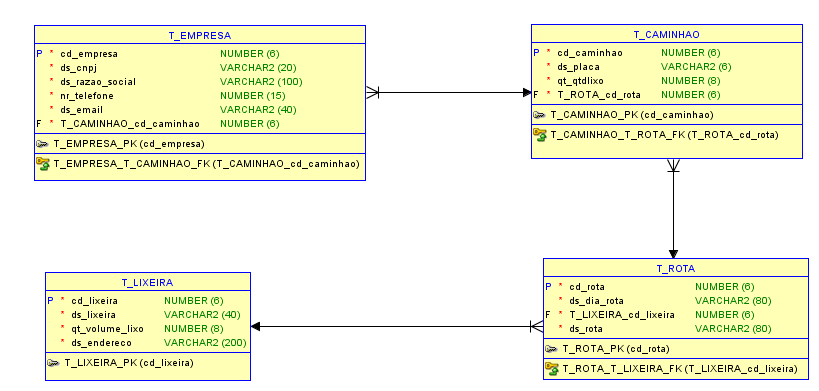 T_EMPRESA
P * cd_empresa NUMBER (6)
* ds_cnpj VARCHAR2 (20)
* ds_razao_social VARCHAR2 (100)
* nr_telefone NUMBER (15)
* ds_email VARCHAR2 (40)
F * T_CAMINHAO_cd_caminhao NUMBER (6)
T_EMPRESA_PK (cd_empresa)
T_EMPRESA_T_CAMINHAO_FK (T_CAMINHAO_cd_caminhao)
T_CAMINHAO
P * cd_caminhao NUMBER (6)
* ds_placa VARCHAR2 (6)
* qt_qtdlixo NUMBER (8)
F * T_ROTA_cd_rota NUMBER (6)
T_CAMINHAO_PK (cd_caminhao)
T_CAMINHAO_T_ROTA_FK (T_ROTA_cd_rota)
T_LIXEIRA
P * cd_lixeira NUMBER (6)
* ds_lixeira VARCHAR2 (40)
* qt_volume_lixo NUMBER (8)
* ds_endereco VARCHAR2 (200)
T_LIXEIRA_PK (cd_lixeira)
T_ROTA
P * cd_rota NUMBER (6)
* ds_dia_rota VARCHAR2 (80)
F * T_LIXEIRA_cd_lixeira NUMBER (6)
* ds_rota VARCHAR2 (80)
T_ROTA_PK (cd_rota)
T_ROTA_T_LIXEIRA_FK (T_LIXEIRA_cd_lixeira)